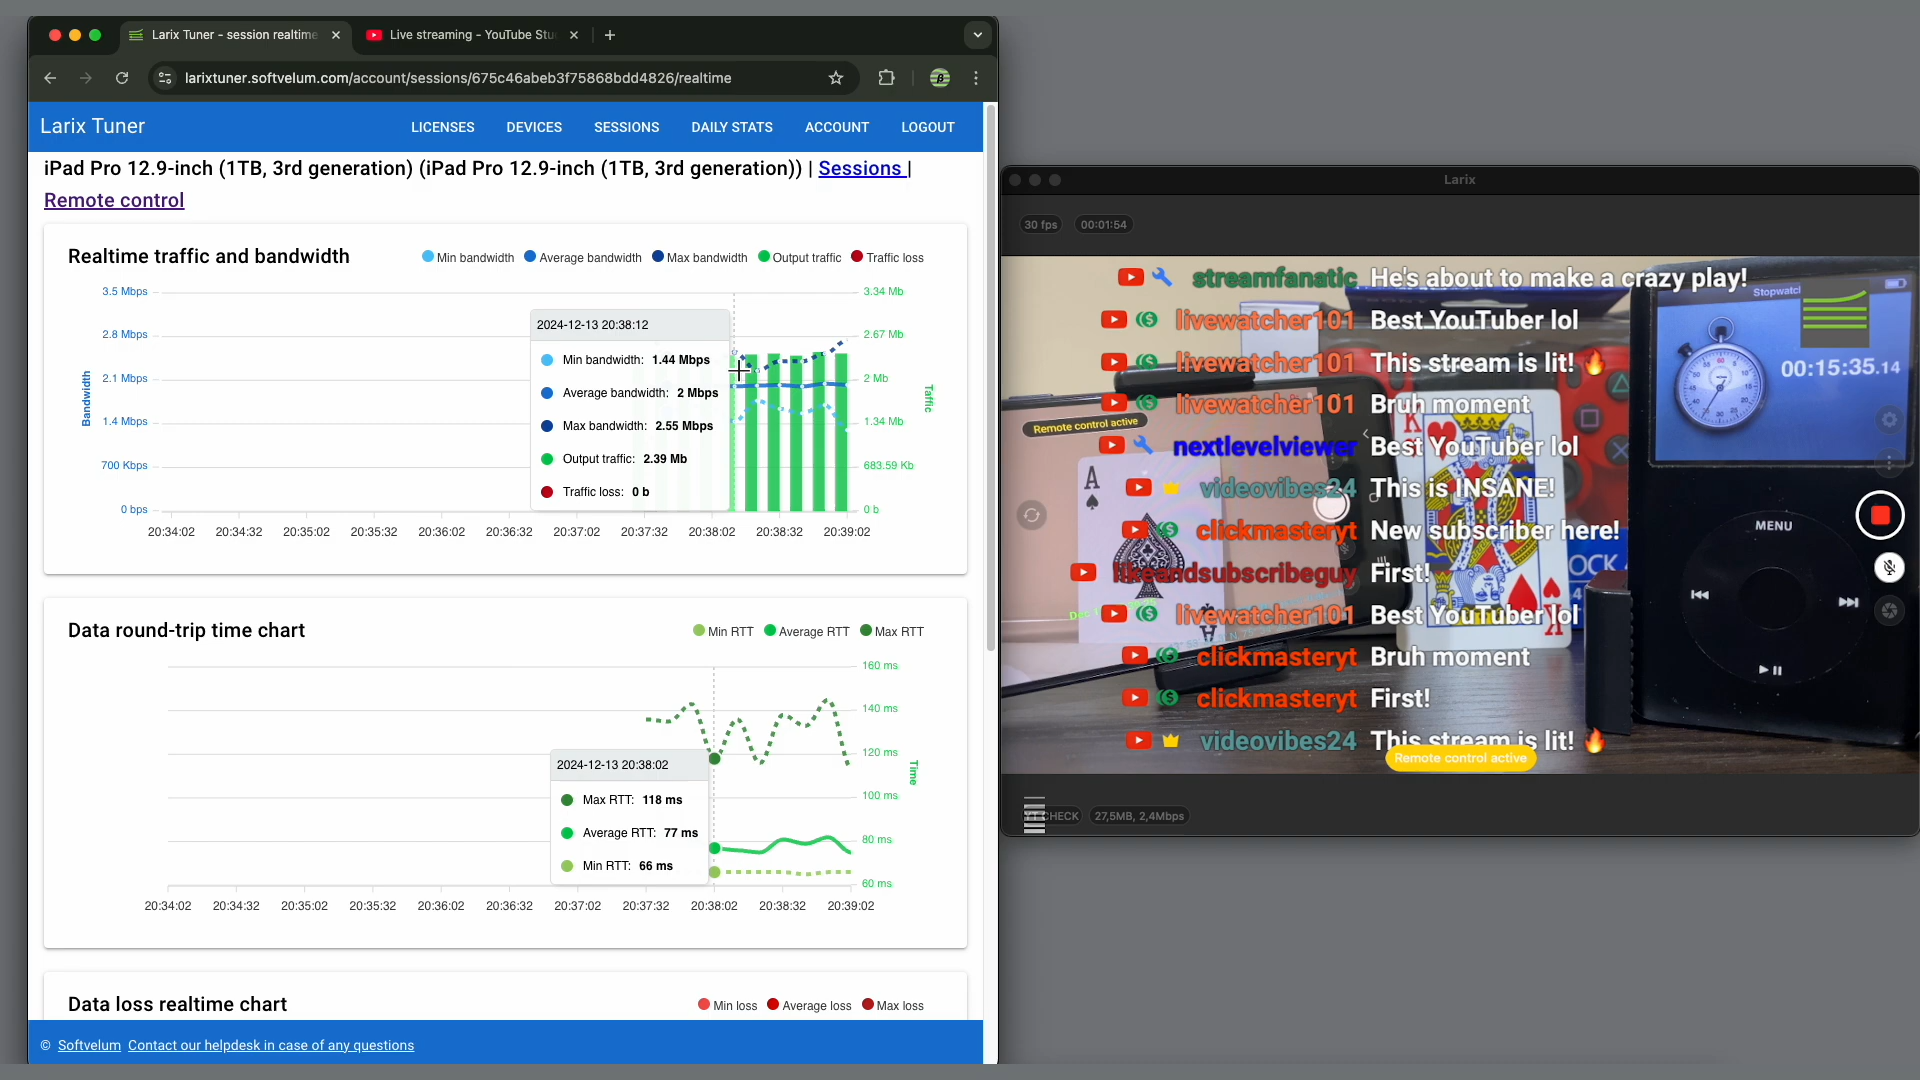 Larix Tuner - session realtime
Live streaming - YouTube Stu
larixtuner.softvelum.com/account/sessions/675c46abeb3f75868bdd4826/realtime
Larix Tuner
LICENSES DEVICES SESSIONS DAILY STATS ACCOUNT LOGOUT
iPad Pro 12.9-inch (1TB, 3rd generation) (iPad Pro 12.9-inch (1TB, 3rd generation)) | Sessions |
Remote control
Realtime traffic and bandwidth
Min bandwidth Average bandwidth Max bandwidth Output traffic Traffic loss
3.5 Mbps 3.34 Mb
2.8 Mbps 2.67 Mb
2.1 Mbps 2 Mb
1.4 Mbps 1.34 Mb
700 Kbps 683.59 Kb
0 bps 0 b
Bandwidth
Taffic
2024-12-13 20:38:12
Min bandwidth: 1.44 Mbps
Average bandwidth: 2 Mbps
Max bandwidth: 2.55 Mbps
Output traffic: 2.39 Mb
Traffic loss: 0 b
20:34:02 20:34:32 20:35:02 20:35:32 20:36:02 20:36:32 20:37:02 20:37:32 20:38:02 20:38:32 20:39:02
Data round-trip time chart
Min RTT Average RTT Max RTT
160 ms
140 ms
120 ms
100 ms
80 ms
60 ms
Time
2024-12-13 20:38:02
Max RTT: 118 ms
Average RTT: 77 ms
Min RTT: 66 ms
20:34:02 20:34:32 20:35:02 20:35:32 20:36:02 20:36:32 20:37:02 20:37:32 20:38:02 20:38:32 20:39:02
Data loss realtime chart
Min loss Average loss Max loss
© Softvelum Contact our helpdesk in case of any questions
Larix
30 fps 00:01:54
streamfanatic He's about to make a crazy play!
livewatcher101 Best YouTuber lol
livewatcher101 This stream is lit! 🔥
livewatcher101 Bruh moment
nextlevelviewer Best YouTuber lol
videovibes24 This is INSANE!
clickmasteryt New subscriber here!
likeandsubscribeguy First!
livewatcher101 Best YouTuber lol
clickmasteryt Bruh moment
clickmasteryt First!
videovibes24 This stream is lit! 🔥
Remote control active
Remote control active
Stopwatch
00:15:35.14
MENU
A
K
YT CHECK 27,5MB, 2,4Mbps